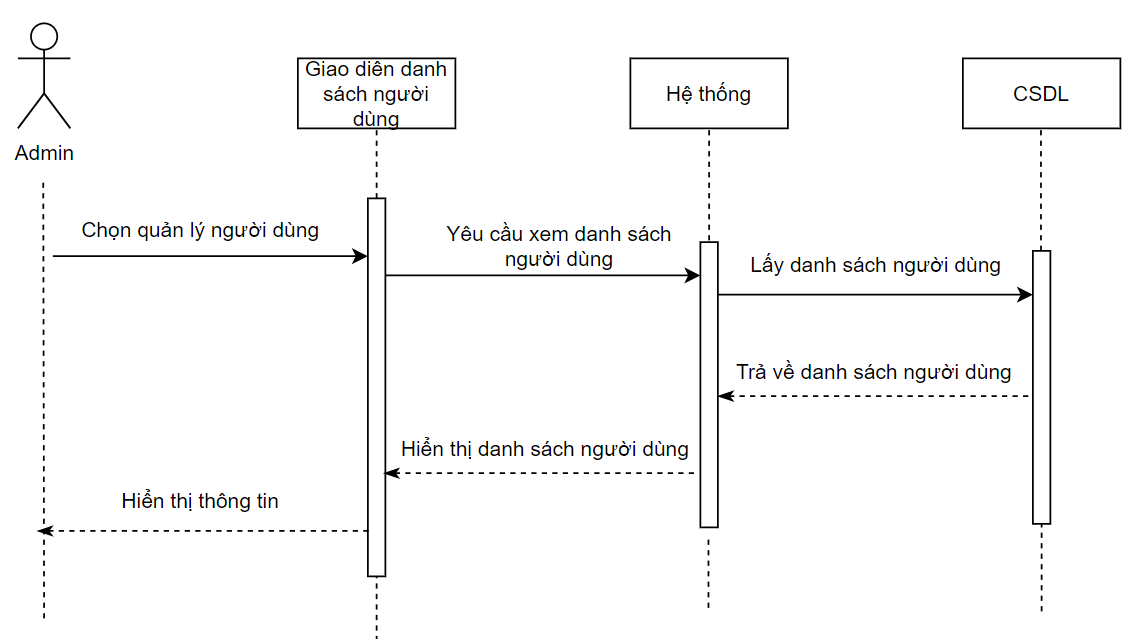 Giao diên danh
sách người
dùng
Hệ thống
CSDL
Admin
Chọn quản lý người dùng
Yêu cầu xem danh sách
người dùng
Lấy danh sách người dùng
Trả về danh sách người dùng
Hiển thị danh sách người dùng
Hiển thị thông tin